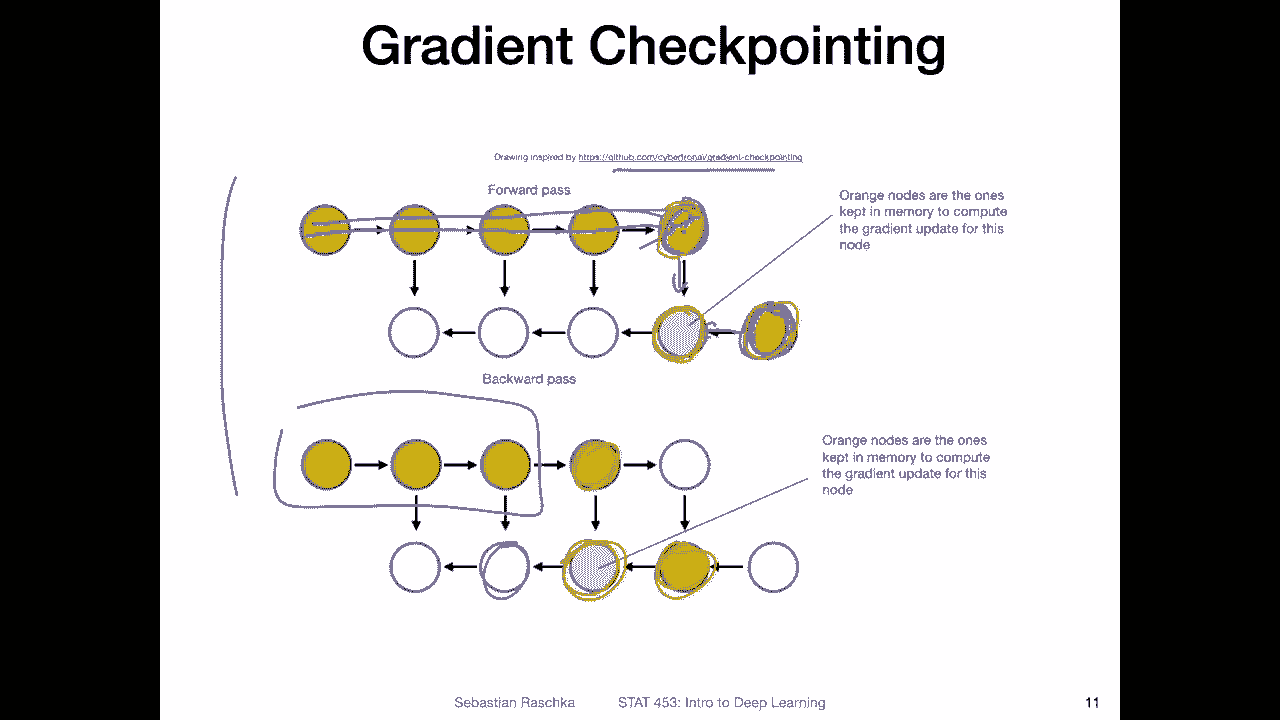 Gradient Checkpointing
Drawing inspired by https://github.com/cybertronai/gradient-checkpointing
Forward pass
Orange nodes are the ones
kept in memory to compute
the gradient update for this
node
Backward pass
Orange nodes are the ones
kept in memory to compute
the gradient update for this
node
Sebastian Raschka STAT 453: Intro to Deep Learning 11